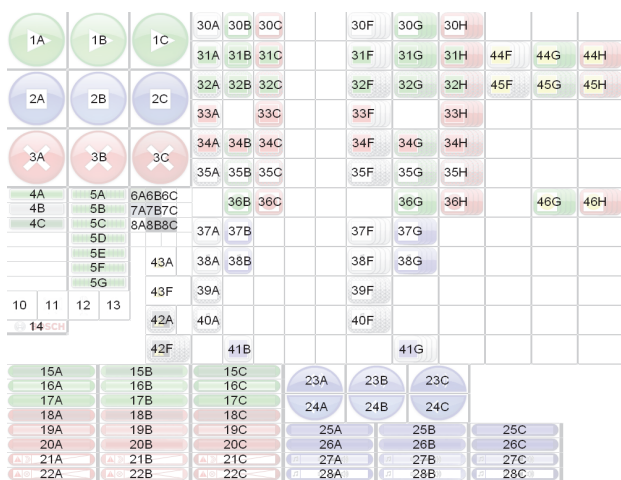 30A 30B 30C 30F 30G 30H
1A 1B 1C
31A 31B 31C 31F 31G 31H 44F 44G 44H
32A 32B 32C 32F 32G 32H 45F 45G 45H
2A 2B 2C
33A 33C 33F 33H
34A 34B 34C 34F 34G 34H
3A 3B 3C
35A 35B 35C 35F 35G 35H
4A 5A 6A6B6C
4B 5B 7A7B7C
36B 36C 36G 36H 46G 46H
4C 5C 8A8B8C
5D
37A 37B 37F 37G
5E
43A 38A 38B 38F 38G
5F
5G
43F 39A 39F
10 11 12 13
14 SCH
42A 40A 40F
42F 41B 41G
15A 15B 15C
16A 16B 16C
23A 23B 23C
17A 17B 17C
18A 18B 18C
24A 24B 24C
19A 19B 19C 25A 25B 25C
20A 20B 20C 26A 26B 26C
21A 21B 21C 27A 27B 27C
22A 22B 22C 28A 28B 28C